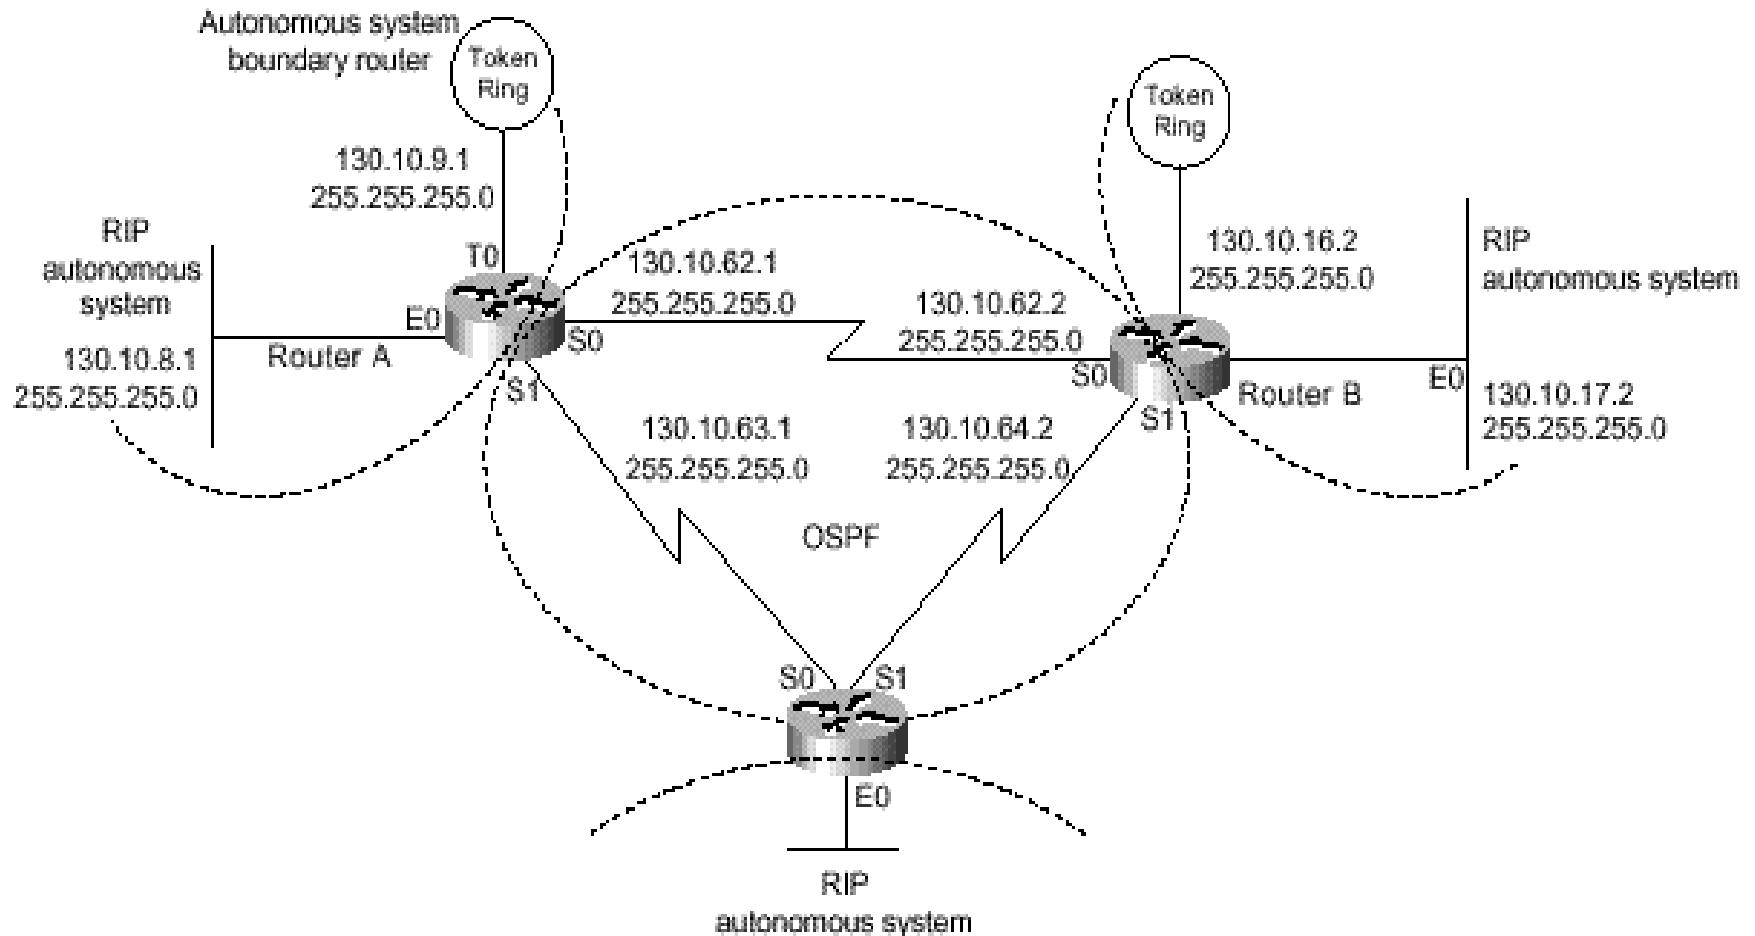 Autonomous system
boundary router
Token
Ring
Token
Ring
130.10.9.1
255.255.255.0
RIP
autonomous
system
130.10.8.1
255.255.255.0
T0
E0
Router A
S0
S1
130.10.62.1
255.255.255.0
130.10.62.2
255.255.255.0
130.10.16.2
255.255.255.0
RIP
autonomous system
S0
S1
Router B
E0
130.10.17.2
255.255.255.0
130.10.63.1
255.255.255.0
130.10.64.2
255.255.255.0
OSPF
S0
S1
E0
RIP
autonomous system